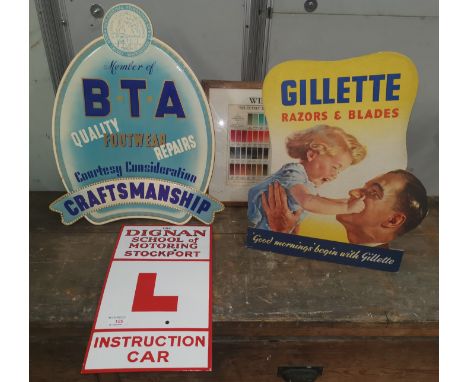 Member of
B·T·A
QUALITY
FOOTWEAR
REPAIRS
Courtesy Consideration
CRAFTSMANSHIP
GILLETTE
RAZORS & BLADES
'Good mornings' begin with Gillette
THE
DIGNAN
SCHOOL of
MOTORING
STOCKPORT
L
INSTRUCTION
CAR